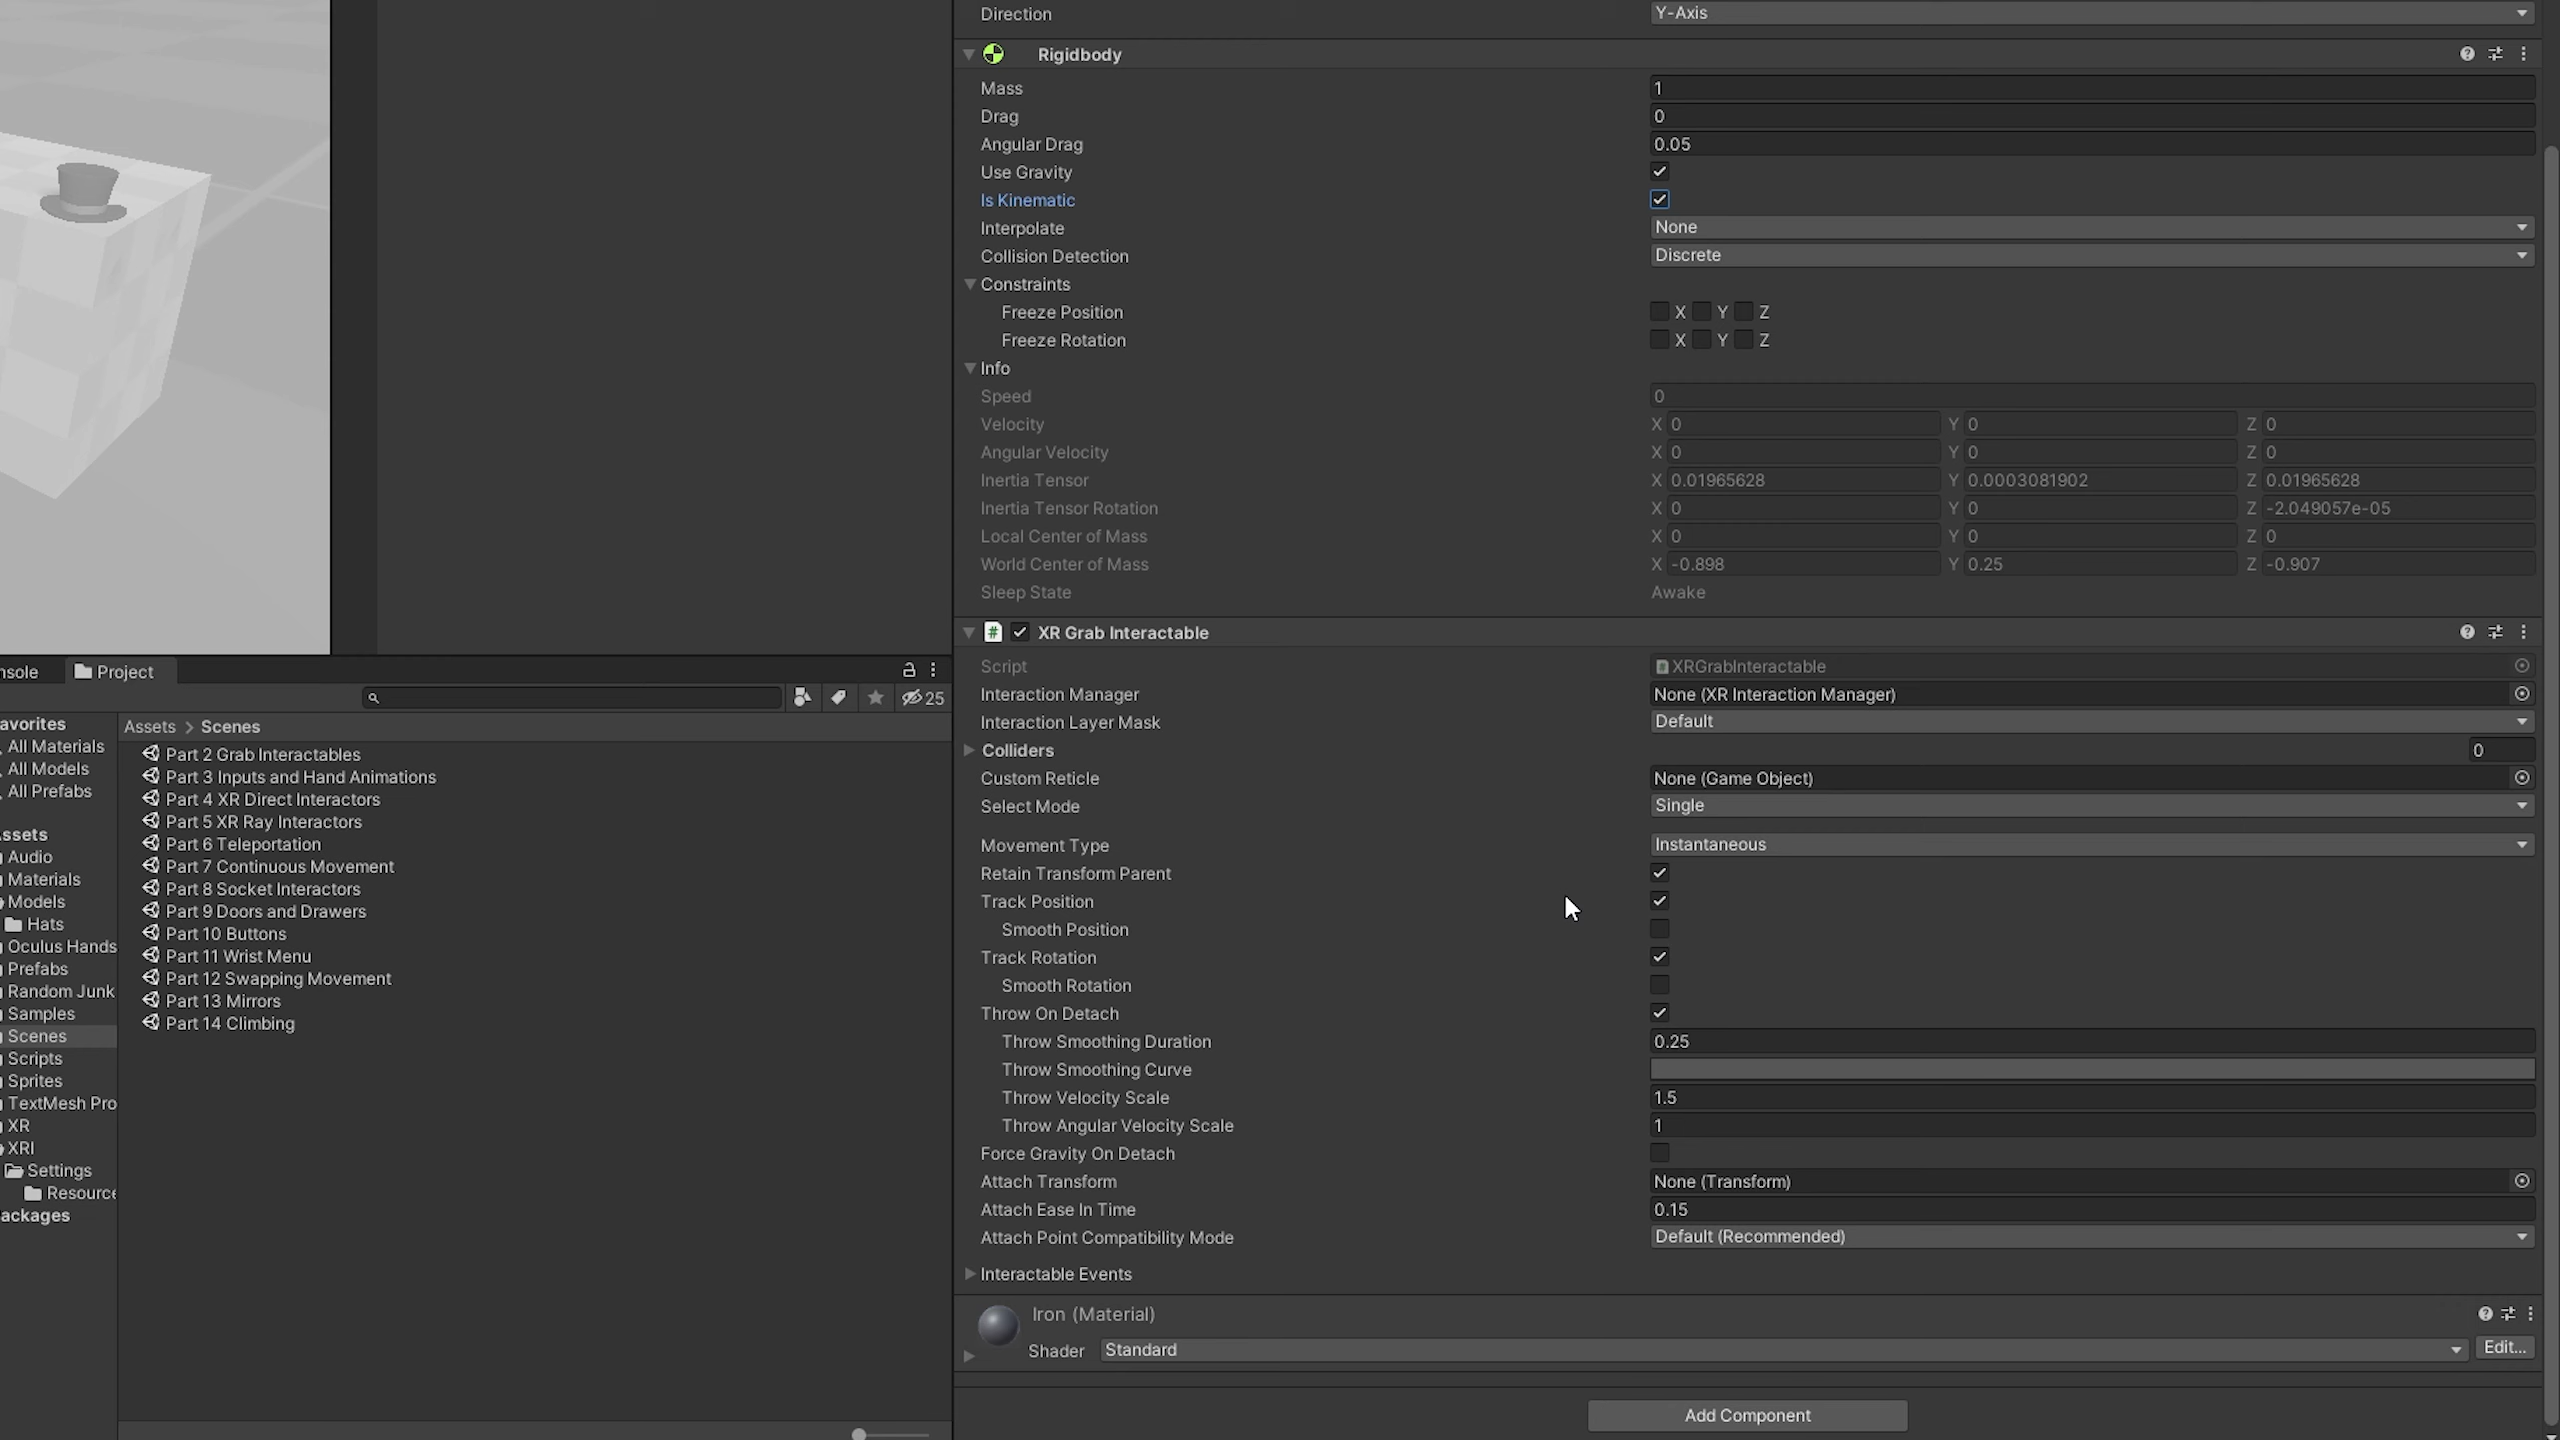 Direction Y-Axis
Rigidbody
Mass 1
Drag 0
Angular Drag 0.05
Use Gravity
Is Kinematic
Interpolate None
Collision Detection Discrete
Constraints
Freeze Position X Y Z
Freeze Rotation X Y Z
Info
Speed 0
Velocity X 0 Y 0 Z 0
Angular Velocity X 0 Y 0 Z 0
Inertia Tensor X 0.01965628 Y 0.0003081902 Z 0.01965628
Inertia Tensor Rotation X 0 Y 0 Z -2.049057e-05
Local Center of Mass X 0 Y 0 Z 0
World Center of Mass X -0.898 Y 0.25 Z -0.907
Sleep State Awake
# XR Grab Interactable
Script XRGrabInteractable
Interaction Manager None (XR Interaction Manager)
Interaction Layer Mask Default
Colliders 0
Custom Reticle None (Game Object)
Select Mode Single
Movement Type Instantaneous
Retain Transform Parent
Track Position
Smooth Position
Track Rotation
Smooth Rotation
Throw On Detach
Throw Smoothing Duration 0.25
Throw Smoothing Curve
Throw Velocity Scale 1.5
Throw Angular Velocity Scale 1
Force Gravity On Detach
Attach Transform None (Transform)
Attach Ease In Time 0.15
Attach Point Compatibility Mode Default (Recommended)
Interactable Events
Iron (Material)
Shader Standard Edit...
Add Component
nsole Project
25
avorites
All Materials
All Models
All Prefabs
ssets
Audio
Materials
Models
Hats
Oculus Hands
Prefabs
Random Junk
Samples
Scenes
Scripts
Sprites
TextMesh Pro
XR
XRI
Settings
Resource
ackages
Assets > Scenes
Part 2 Grab Interactables
Part 3 Inputs and Hand Animations
Part 4 XR Direct Interactors
Part 5 XR Ray Interactors
Part 6 Teleportation
Part 7 Continuous Movement
Part 8 Socket Interactors
Part 9 Doors and Drawers
Part 10 Buttons
Part 11 Wrist Menu
Part 12 Swapping Movement
Part 13 Mirrors
Part 14 Climbing